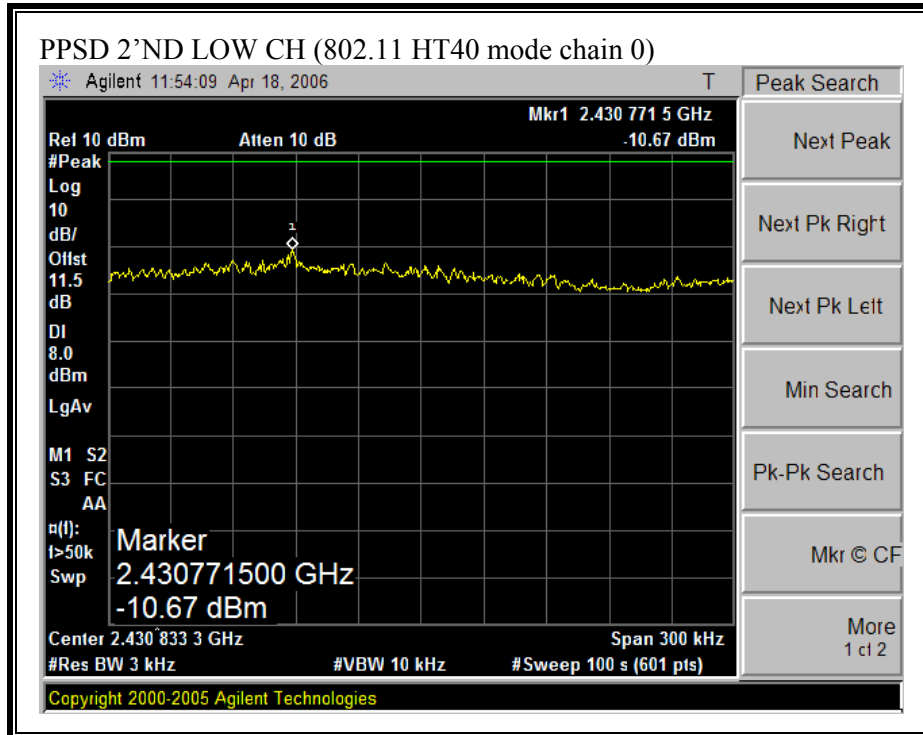 PPSD 2'ND LOW CH (802.11 HT40 mode chain 0)
Agilent 11:54:09 Apr 18, 2006 T
Peak Search
Mkr1 2.430 771 5 GHz
Ref 10 dBm Atten 10 dB -10.67 dBm
#Peak
Log
10
dB/
Offst
11.5
dB
DI
8.0
dBm
LgAv
M1 S2
S3 FC
AA
¤(f):
f>50k
Swp
1
Marker
2.430771500 GHz
-10.67 dBm
Center 2.430 833 3 GHz Span 300 kHz
#Res BW 3 kHz #VBW 10 kHz #Sweep 100 s (601 pts)
Copyright 2000-2005 Agilent Technologies
Next Peak
Next Pk Right
Next Pk Left
Min Search
Pk-Pk Search
Mkr © CF
More
1 of 2